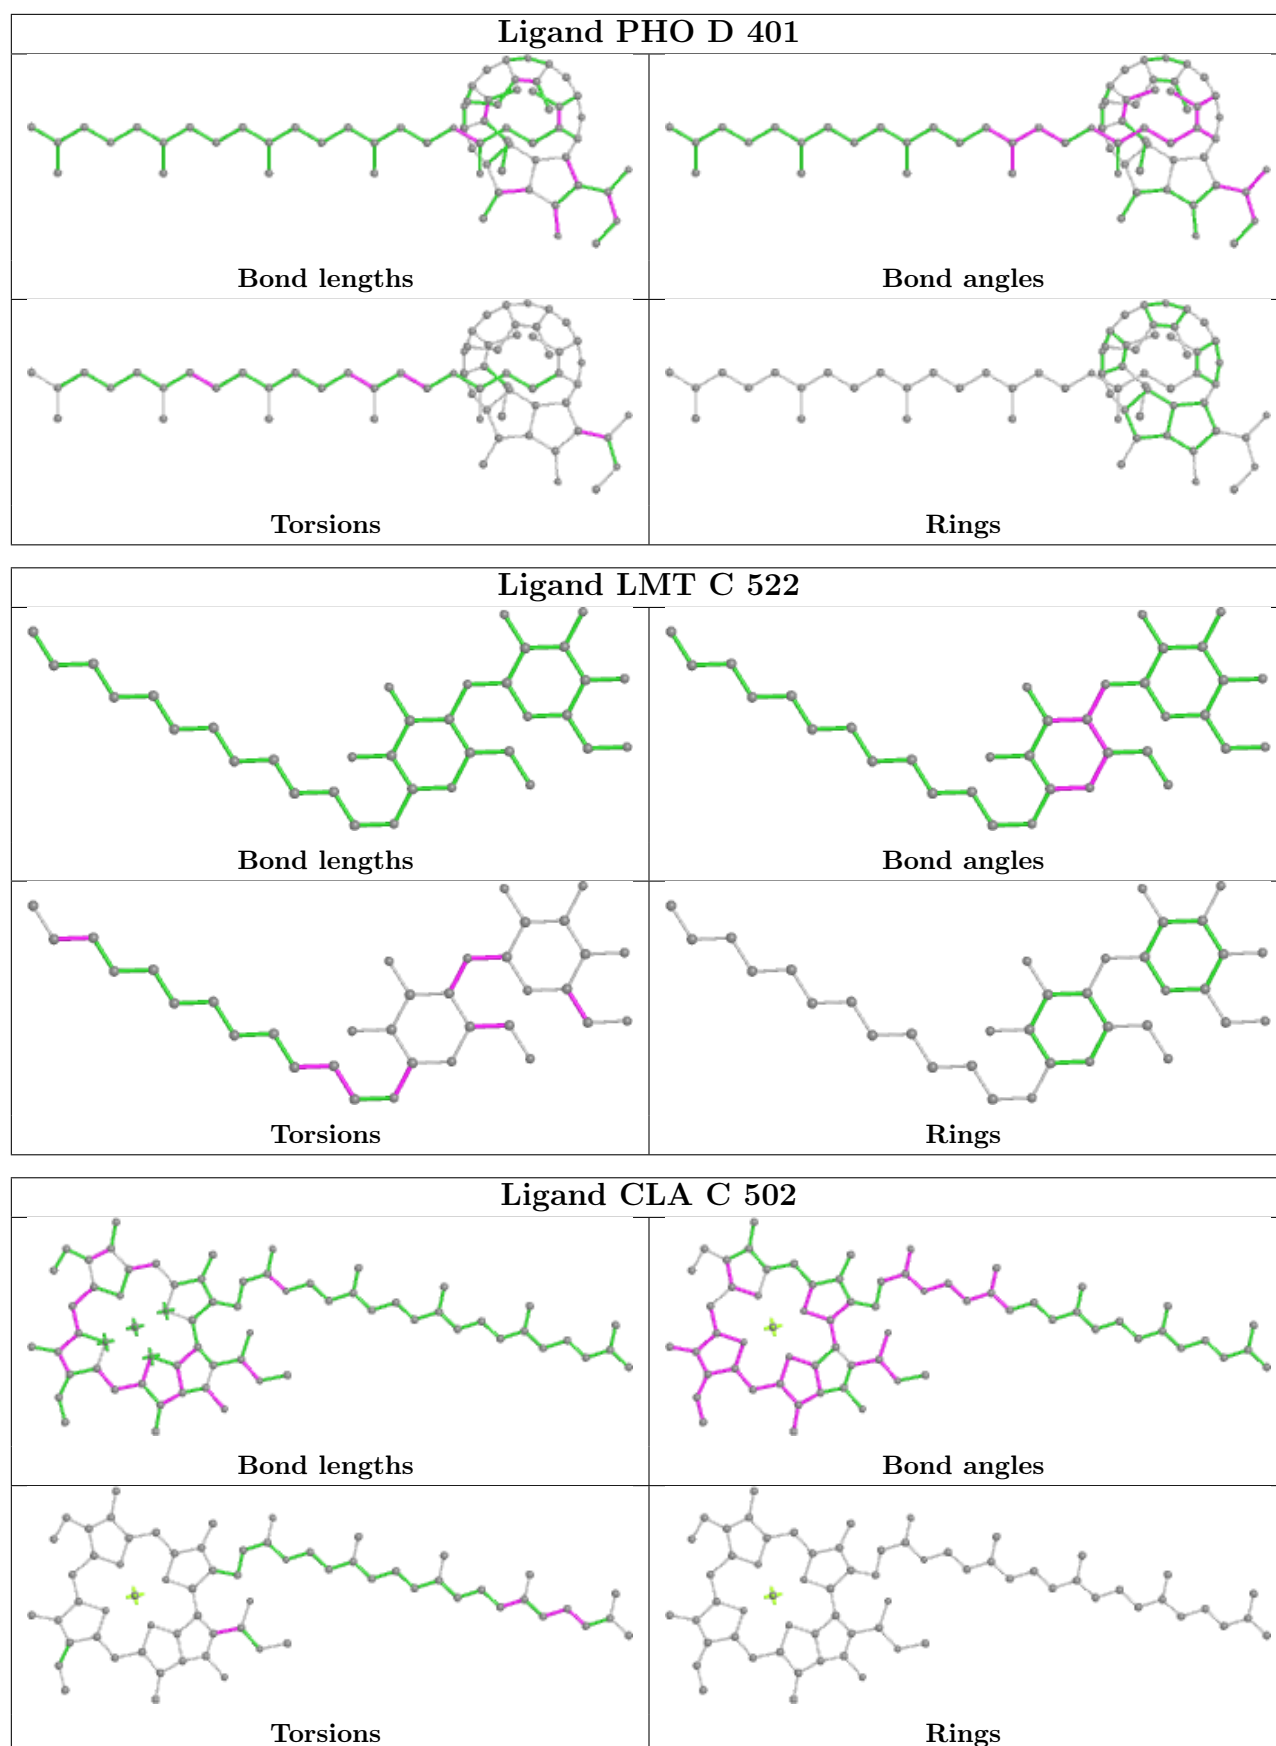 Ligand PHO D 401
Bond lengths
Bond angles
Torsions
Rings
Ligand LMT C 522
Bond lengths
Bond angles
Torsions
Rings
Ligand CLA C 502
Bond lengths
Bond angles
Torsions
Rings